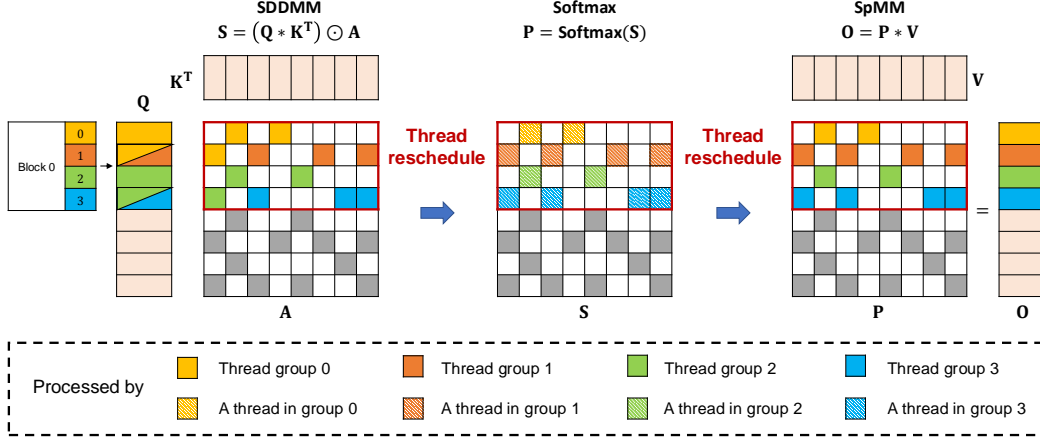 SDDMM
S = (Q * K^T) ⊙ A
Softmax
P = Softmax(S)
SpMM
O = P * V
K^T
V
Q
Block 0
0
1
2
3
Thread
reschedule
Thread
reschedule
=
A
S
P
O
Processed by
Thread group 0
Thread group 1
Thread group 2
Thread group 3
A thread in group 0
A thread in group 1
A thread in group 2
A thread in group 3